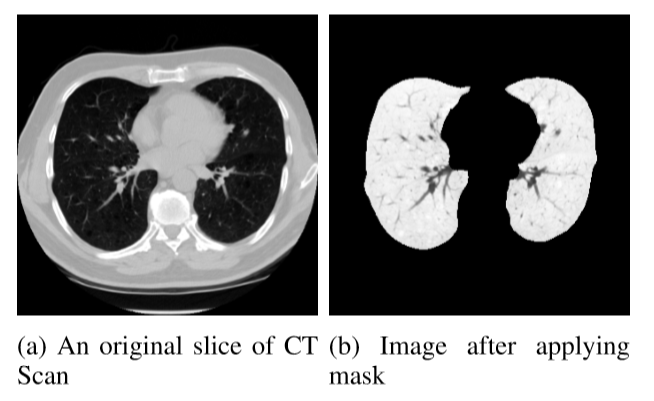 (a) An original slice of CT
Scan
(b) Image after applying
mask